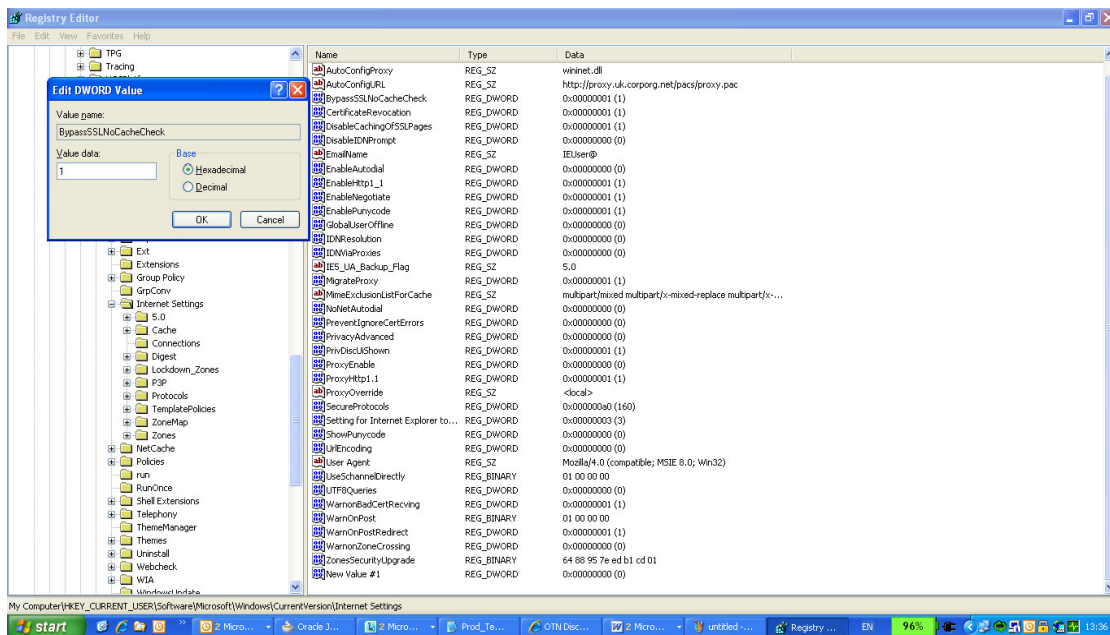 Registry Editor
File Edit View Favorites Help
TPG
Tracing
Edit DWORD Value
Value name:
BypassSSLNoCacheCheck
Value data:
Base
1
Hexadecimal
Decimal
OK Cancel
Ext
Extensions
Group Policy
GrpConv
Internet Settings
5.0
Cache
Connections
Digest
Lockdown_Zones
P3P
Protocols
TemplatePolicies
ZoneMap
Zones
NetCache
Policies
run
RunOnce
Shell Extensions
Telephony
ThemeManager
Themes
Uninstall
Webcheck
WIA
WindowsUpdate
Name Type Data
AutoConfigProxy REG_SZ wininet.dll
AutoConfigURL REG_SZ http://proxy.uk.corporg.net/pacs/proxy.pac
BypassSSLNoCacheCheck REG_DWORD 0x00000001 (1)
CertificateRevocation REG_DWORD 0x00000001 (1)
DisableCachingOfSSLPages REG_DWORD 0x00000001 (1)
DisableIDNPrompt REG_DWORD 0x00000000 (0)
EmailName REG_SZ IEUser@
EnableAutodial REG_DWORD 0x00000000 (0)
EnableHttp1_1 REG_DWORD 0x00000001 (1)
EnableNegotiate REG_DWORD 0x00000001 (1)
EnablePunycode REG_DWORD 0x00000001 (1)
GlobalUserOffline REG_DWORD 0x00000000 (0)
IDNResolution REG_DWORD 0x00000000 (0)
IDNViaProxies REG_DWORD 0x00000000 (0)
IE5_UA_Backup_Flag REG_SZ 5.0
MigrateProxy REG_DWORD 0x00000001 (1)
MimeExclusionListForCache REG_SZ multipart/mixed multipart/x-mixed-replace multipart/x-...
NoNetAutodial REG_DWORD 0x00000000 (0)
PreventIgnoreCertErrors REG_DWORD 0x00000000 (0)
PrivacyAdvanced REG_DWORD 0x00000000 (0)
PrivDiscUiShown REG_DWORD 0x00000001 (1)
ProxyEnable REG_DWORD 0x00000000 (0)
ProxyHttp1.1 REG_DWORD 0x00000001 (1)
ProxyOverride REG_SZ <local>
SecureProtocols REG_DWORD 0x000000a0 (160)
Setting for Internet Explorer to... REG_DWORD 0x00000003 (3)
ShowPunycode REG_DWORD 0x00000000 (0)
UrlEncoding REG_DWORD 0x00000000 (0)
User Agent REG_SZ Mozilla/4.0 (compatible; MSIE 8.0; Win32)
UseSchannelDirectly REG_BINARY 01 00 00 00
UTF8Queries REG_DWORD 0x00000000 (0)
WarnonBadCertRecving REG_DWORD 0x00000001 (1)
WarnOnPost REG_BINARY 01 00 00 00
WarnOnPostRedirect REG_DWORD 0x00000001 (1)
WarnonZoneCrossing REG_DWORD 0x00000000 (0)
ZonesSecurityUpgrade REG_BINARY 64 88 95 7e ed b1 cd 01
New Value #1 REG_DWORD 0x00000000 (0)
My Computer\HKEY_CURRENT_USER\Software\Microsoft\Windows\CurrentVersion\Internet Settings
start 2 Micro... Oracle J... 2 Micro... Prod_Te... OTN Disc... 2 Micro... untitled -... Registry ... EN 96% 13:36